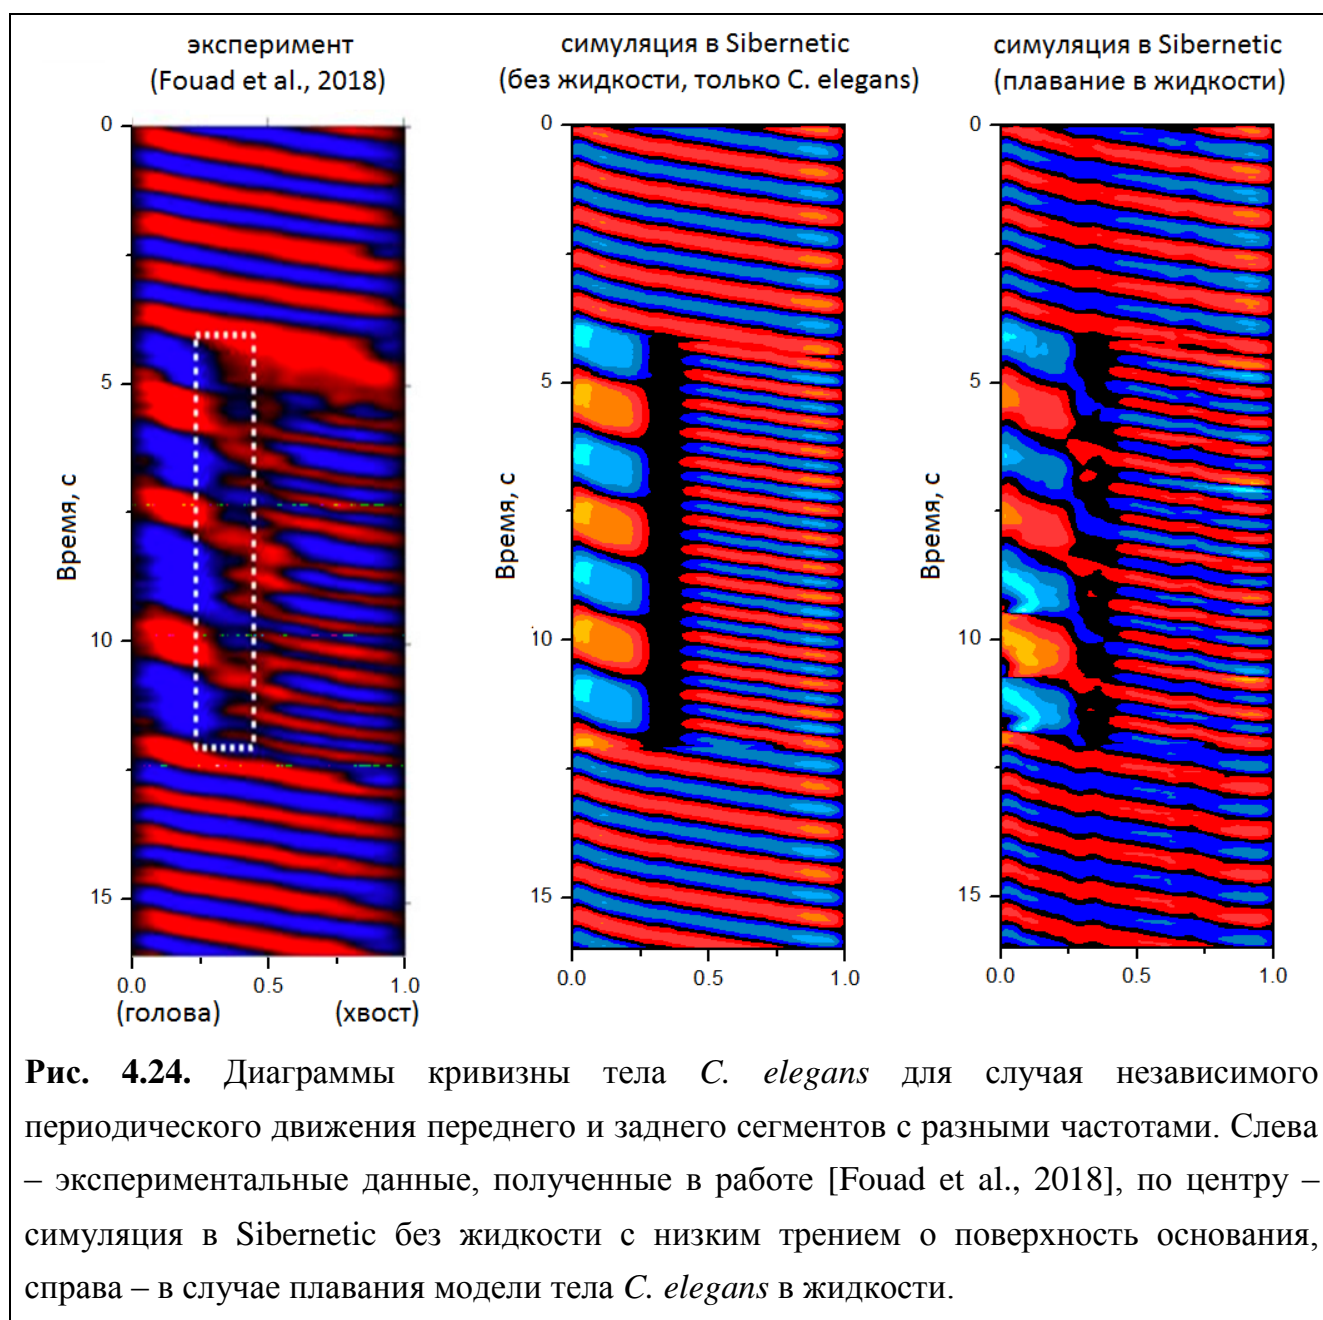 эксперимент
(Fouad et al., 2018)
симуляция в Sibernetic
(без жидкости, только C. elegans)
симуляция в Sibernetic
(плавание в жидкости)
0
5
10
15
Время, с
0.0
0.5
1.0
(голова)
(хвост)
0
5
10
15
Время, с
0.0
0.5
1.0
0
5
10
15
Время, с
0.0
0.5
1.0
Рис. 4.24. Диаграммы кривизны тела C. elegans для случая независимого
периодического движения переднего и заднего сегментов с разными частотами. Слева
– экспериментальные данные, полученные в работе [Fouad et al., 2018], по центру –
симуляция в Sibernetic без жидкости с низким трением о поверхность основания,
справа – в случае плавания модели тела C. elegans в жидкости.